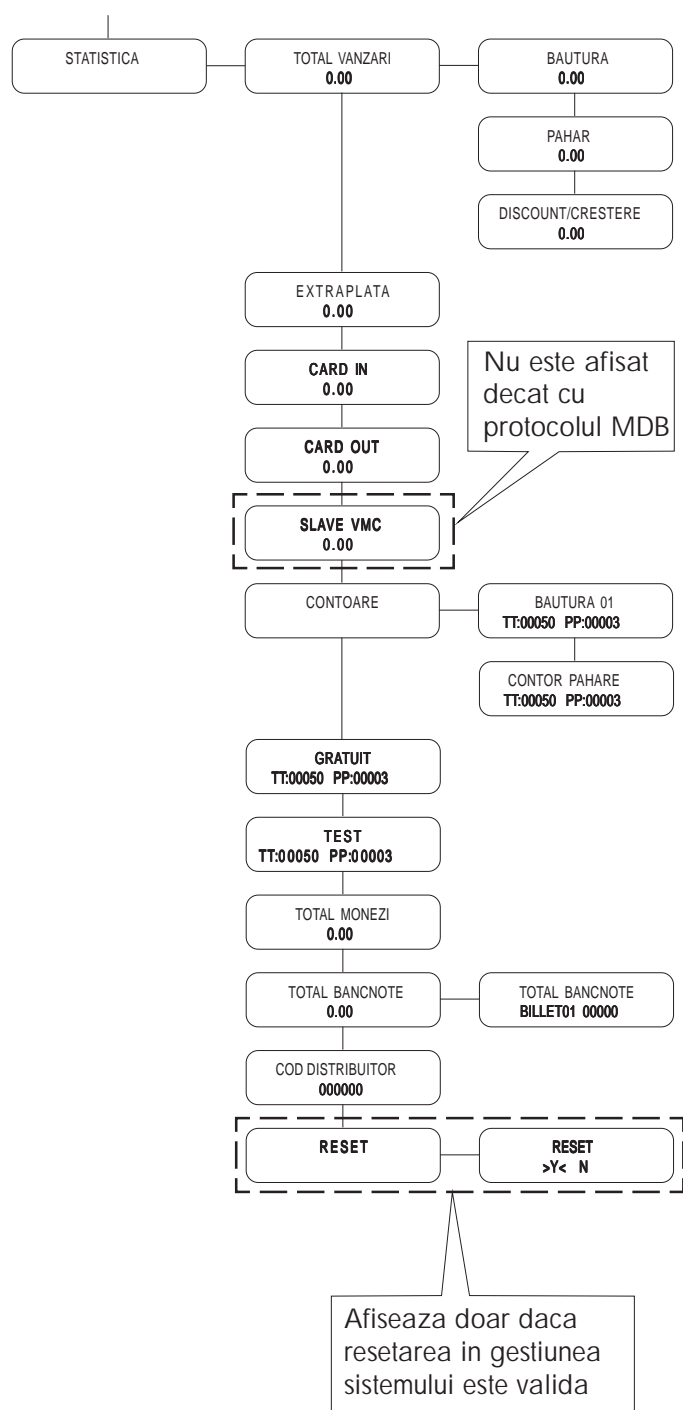 STATISTICA
TOTAL VANZARI
0.00
BAUTURA
0.00
PAHAR
0.00
DISCOUNT/CRESTERE
0.00
EXTRAPLATA
0.00
CARD IN
0.00
Nu este afisat
decat cu
protocolul MDB
CARD OUT
0.00
SLAVE VMC
0.00
CONTOARE
BAUTURA 01
TT:00050 PP:00003
CONTOR PAHARE
TT:00050 PP:00003
GRATUIT
TT:00050 PP:00003
TEST
TT:00050 PP:00003
TOTAL MONEZI
0.00
TOTAL BANCNOTE
0.00
TOTAL BANCNOTE
BILLET01 00000
COD DISTRIBUITOR
000000
RESET
RESET
>Y< N
Afiseaza doar daca
resetarea in gestiunea
sistemului este valida